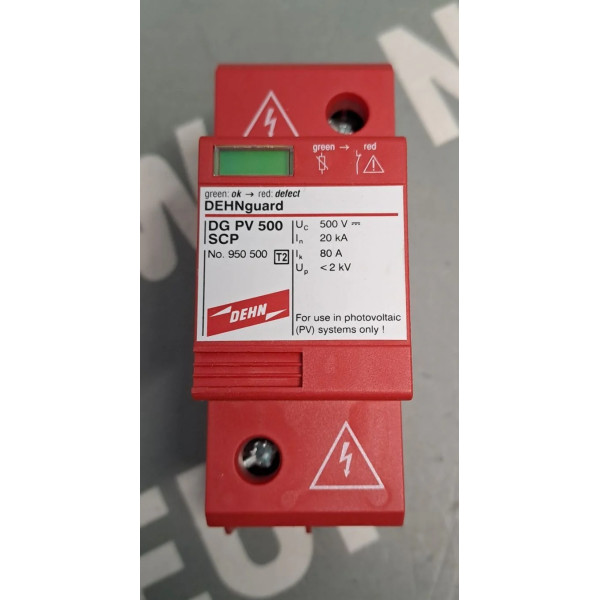 green → red
green: ok → red: defect
DEHNguard
DG PV 500
SCP
No. 950 500 T2
Uc 500 V
In 20 kA
Ik 80 A
Up < 2 kV
DEHN
For use in photovoltaic
(PV) systems only !